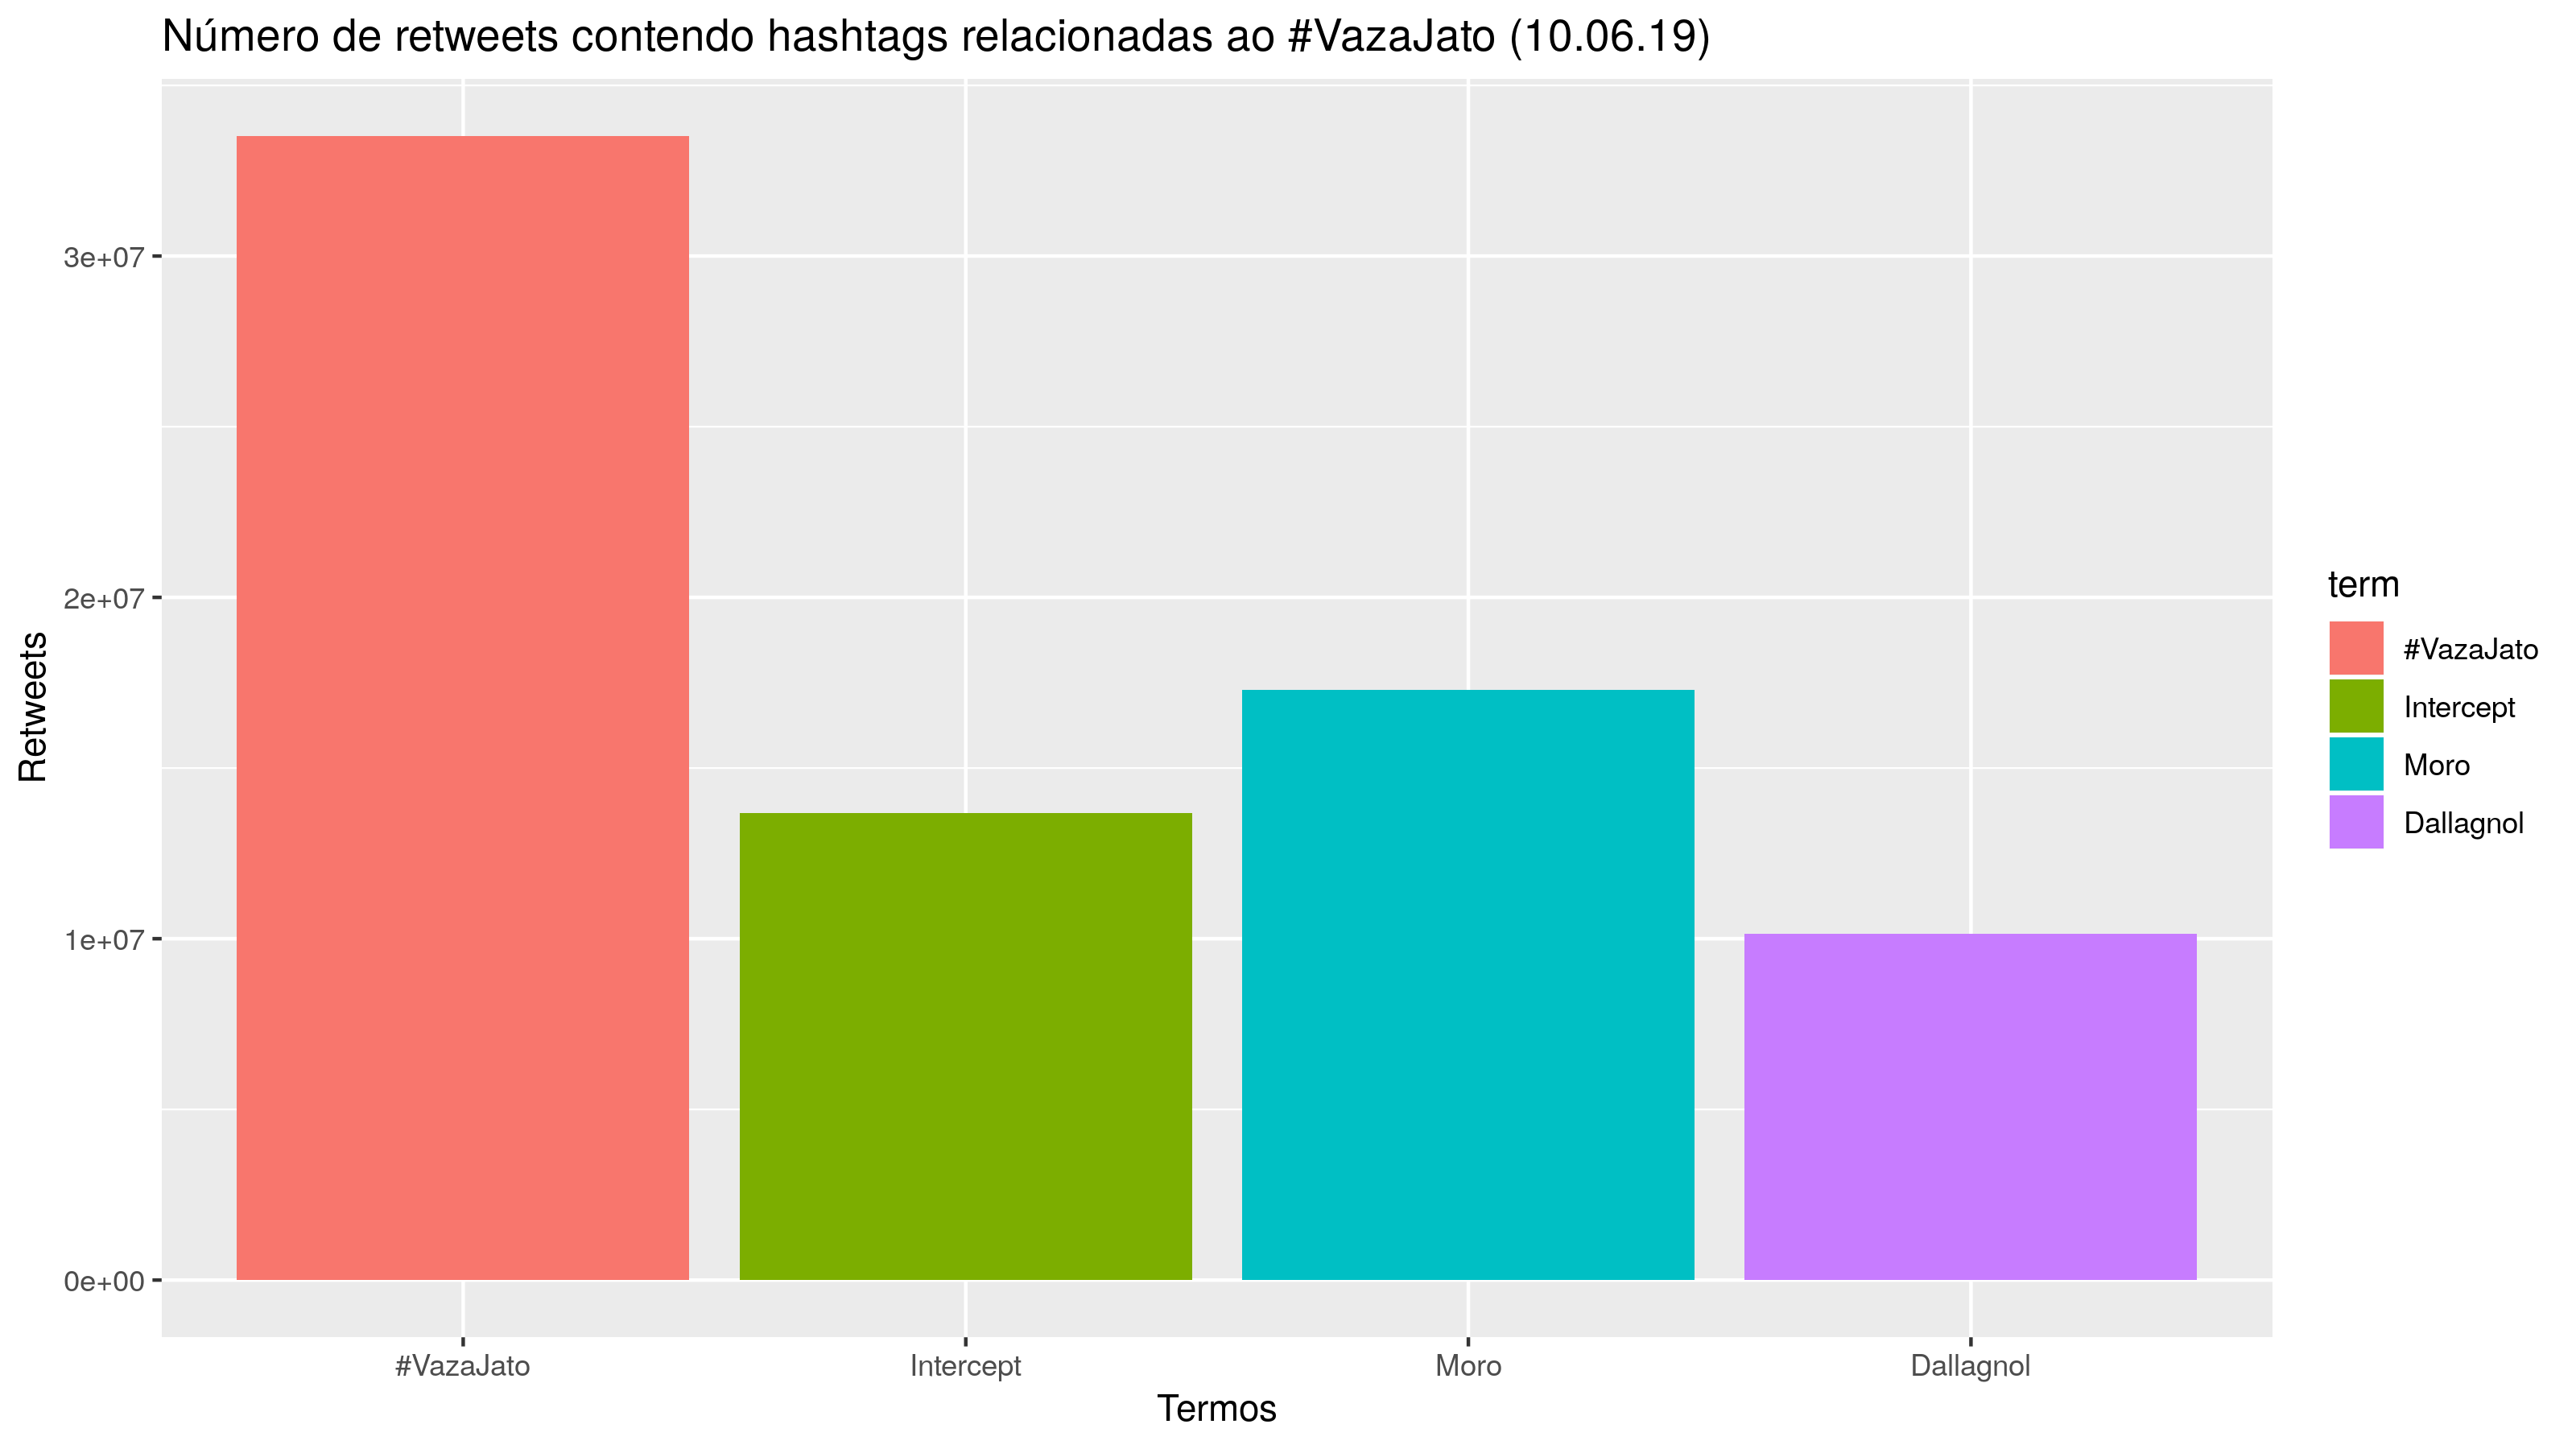 Número de retweets contendo hashtags relacionadas ao #VazaJato (10.06.19)
3e+07
2e+07
1e+07
0e+00
Retweets
#VazaJato
Intercept
Moro
Dallagnol
Termos
term
#VazaJato
Intercept
Moro
Dallagnol